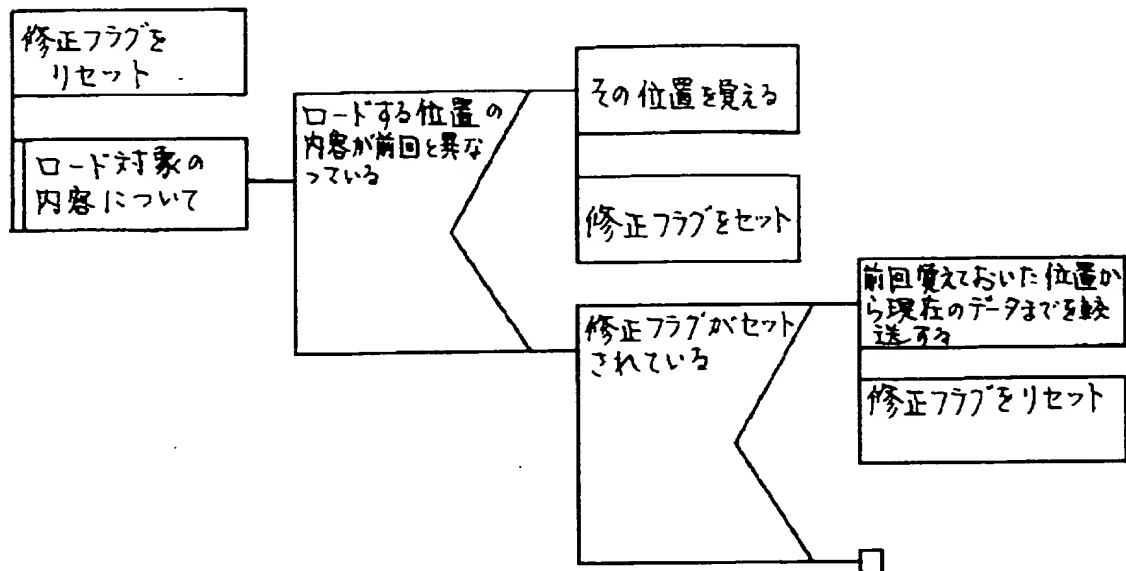 修正フラグを
リセット
ロード対象の
内容について
ロードする位置の
内容が前回と異な
っている
その位置を覚える
修正フラグをセット
修正フラグがセット
されている
前回覚えておいた位置か
ら現在のデータまでを転
送する
修正フラグをリセット